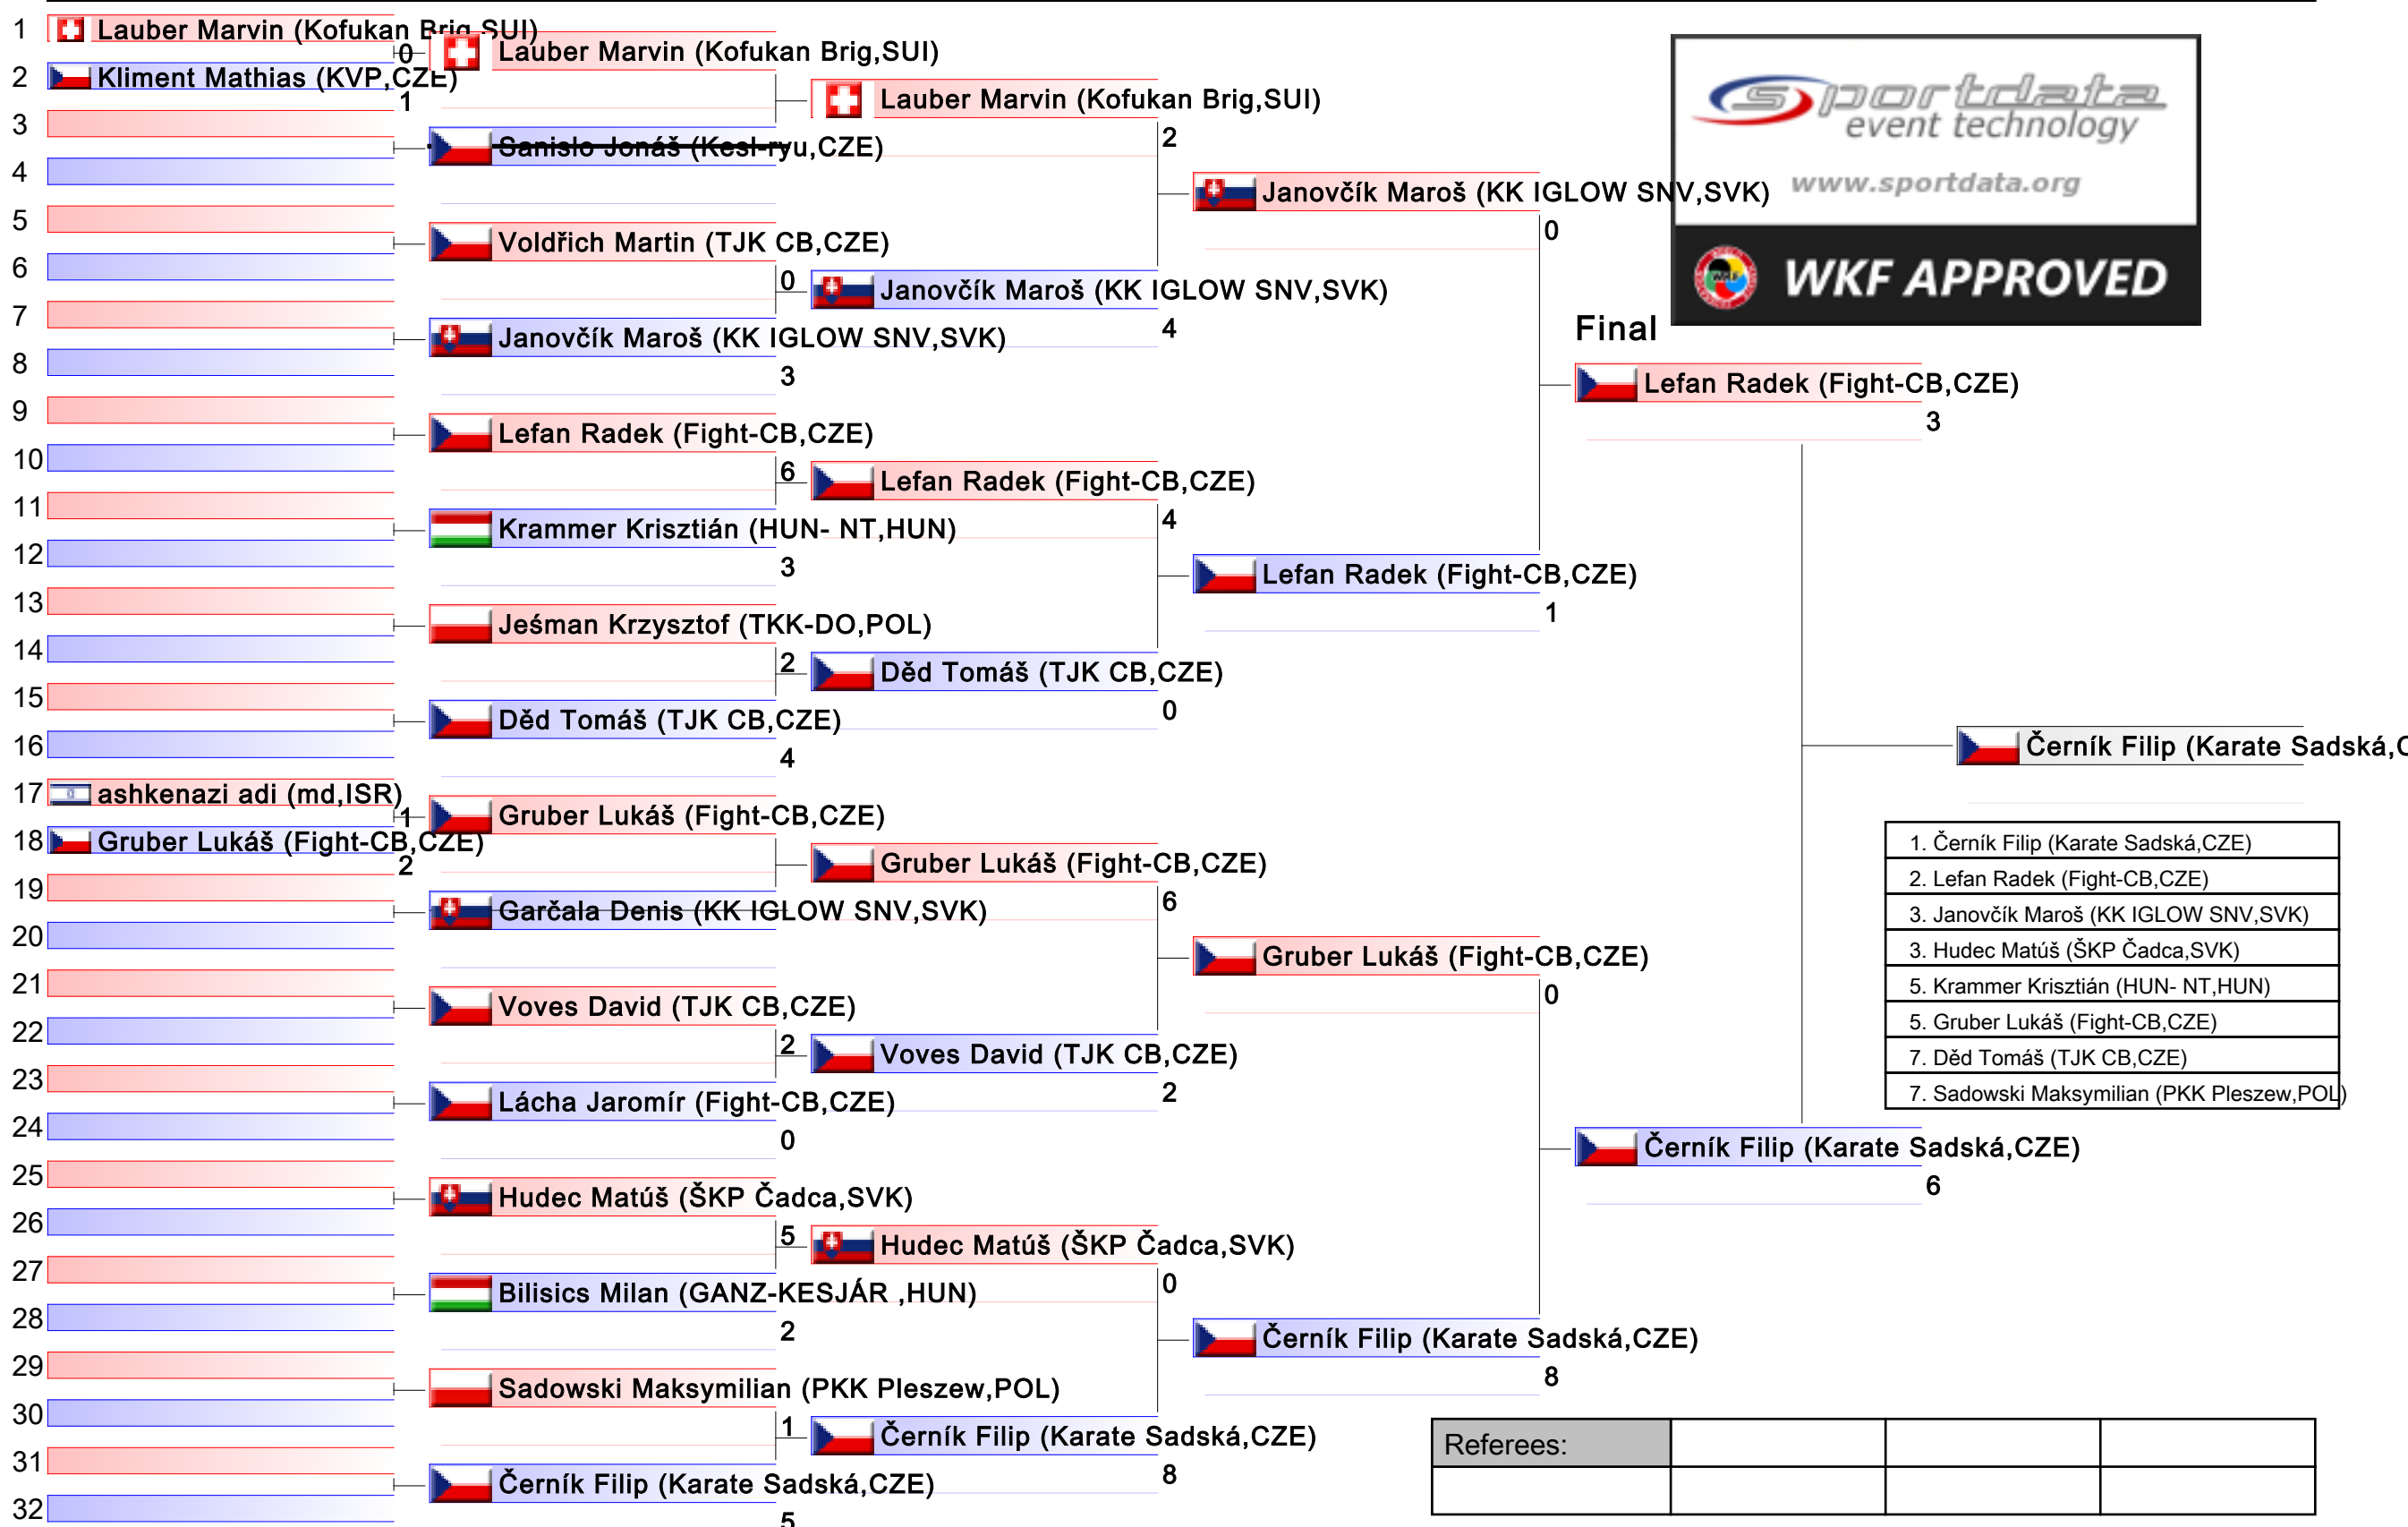 1 Lauber Marvin (Kofukan Brig,SUI)
0
2 Kliment Mathias (KVP,CZE)
1
3
4
5
6
7
8
9
10
11
12
13
14
15
16
17 ashkenazi adi (md,ISR)
1
18 Gruber Lukáš (Fight-CB,CZE)
2
19
20
21
22
23
24
25
26
27
28
29
30
31
32
Lauber Marvin (Kofukan Brig,SUI)
Sanislo Jonáš (KesI-ryu,CZE)
Voldřich Martin (TJK CB,CZE)
0
Janovčík Maroš (KK IGLOW SNV,SVK)
3
Lefan Radek (Fight-CB,CZE)
6
Krammer Krisztián (HUN- NT,HUN)
3
Jeśman Krzysztof (TKK-DO,POL)
2
Děd Tomáš (TJK CB,CZE)
4
Gruber Lukáš (Fight-CB,CZE)
Garčala Denis (KK IGLOW SNV,SVK)
Voves David (TJK CB,CZE)
2
Lácha Jaromír (Fight-CB,CZE)
0
Hudec Matúš (ŠKP Čadca,SVK)
5
Bilisics Milan (GANZ-KESJÁR ,HUN)
2
Sadowski Maksymilian (PKK Pleszew,POL)
1
Černík Filip (Karate Sadská,CZE)
5
Lauber Marvin (Kofukan Brig,SUI)
2
Janovčík Maroš (KK IGLOW SNV,SVK)
4
Lefan Radek (Fight-CB,CZE)
4
Děd Tomáš (TJK CB,CZE)
0
Gruber Lukáš (Fight-CB,CZE)
6
Voves David (TJK CB,CZE)
2
Hudec Matúš (ŠKP Čadca,SVK)
0
Černík Filip (Karate Sadská,CZE)
8
Janovčík Maroš (KK IGLOW SNV,SVK)
0
Lefan Radek (Fight-CB,CZE)
1
Gruber Lukáš (Fight-CB,CZE)
0
Černík Filip (Karate Sadská,CZE)
8
sportdata
event technology
www.sportdata.org
WKF
WKF APPROVED
Final
Lefan Radek (Fight-CB,CZE)
3
Černík Filip (Karate Sadská,CZE)
6
Černík Filip (Karate Sadská,C
1. Černík Filip (Karate Sadská,CZE)
2. Lefan Radek (Fight-CB,CZE)
3. Janovčík Maroš (KK IGLOW SNV,SVK)
3. Hudec Matúš (ŠKP Čadca,SVK)
5. Krammer Krisztián (HUN- NT,HUN)
5. Gruber Lukáš (Fight-CB,CZE)
7. Děd Tomáš (TJK CB,CZE)
7. Sadowski Maksymilian (PKK Pleszew,POL)
Referees: